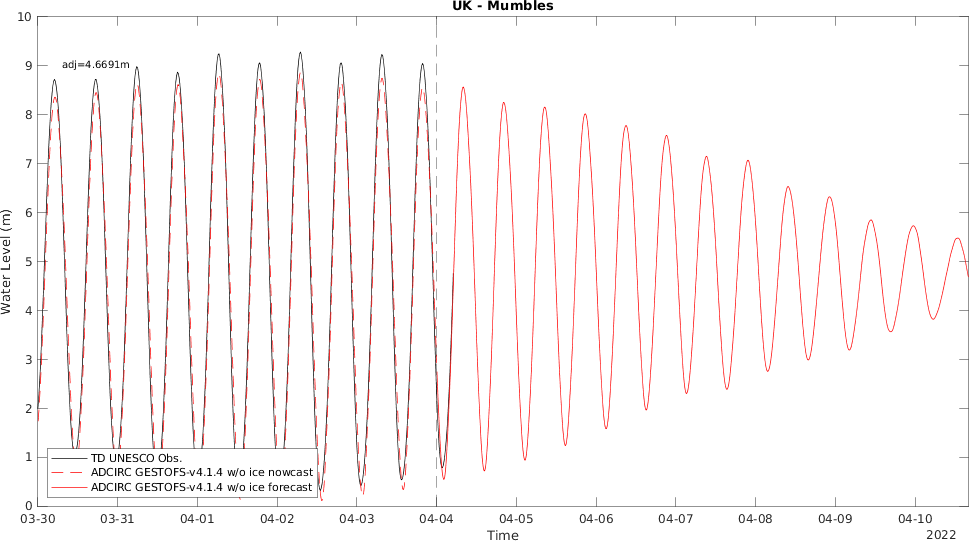 UK - Mumbles
adj=4.6691m
10
9
8
7
6
5
4
3
2
1
0
Water Level (m)
TD UNESCO Obs.
ADCIRC GESTOFS-v4.1.4 w/o ice nowcast
ADCIRC GESTOFS-v4.1.4 w/o ice forecast
03-30 03-31 04-01 04-02 04-03 04-04 04-05 04-06 04-07 04-08 04-09 04-10
Time
2022